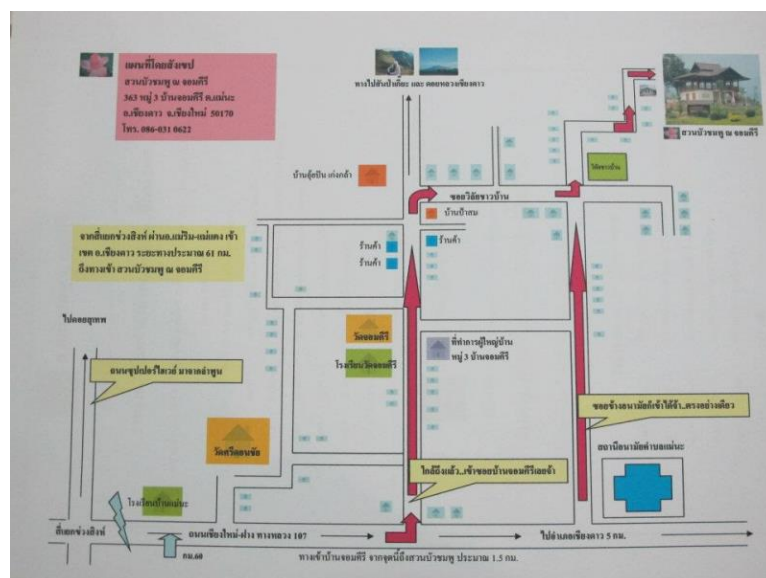 แผนที่โดยสังเขป
สวนบัวชมพู ณ จอมคีรี
363 หมู่ 3 บ้านจอมคีรี ต.แม่นะ
อ.เชียงดาว จ.เชียงใหม่ 50170
โทร. 086-031 0622
ทางไปสันป่าเกี๊ยะ และ ดอยหลวงเชียงดาว
สวนบัวชมพู ณ จอมคีรี
บ้านอุ้ยปัน เก่งกล้า
วิลัยชาวบ้าน
ซอยวิลัยชาวบ้าน
บ้านป้าสม
จากสี่แยกข่วงสิงห์ ผ่านอ.แม่ริม-แม่แตง เข้า
เขต อ.เชียงดาว ระยะทางประมาณ 61 กม.
ถึงทางเข้า สวนบัวชมพู ณ จอมคีรี
ร้านค้า
ร้านค้า
ร้านค้า
ไปดอยสุเทพ
วัดจอมคีรี
ที่ทำการผู้ใหญ่บ้าน
หมู่ 3 บ้านจอมคีรี
โรงเรียนวัดจอมคีรี
ถนนซุปเปอร์ไฮเวย์ มาจากลำพูน
ซอยข้างอนามัยก็เข้าได้จ้า..ตรงอย่างเดียว
สถานีอนามัยตำบลแม่นะ
ใกล้ถึงแล้ว..เข้าซอยบ้านจอมคีรีเลยจ้า
โรงเรียนบ้านแม่นะ
สี่แยกข่วงสิงห์
ถนนเชียงใหม่-ฝาง ทางหลวง 107
ไปอำเภอเชียงดาว 5 กม.
กม.60
ทางเข้าบ้านจอมคีรี จากจุดนี้ถึงสวนบัวชมพู ประมาณ 1.5 กม.